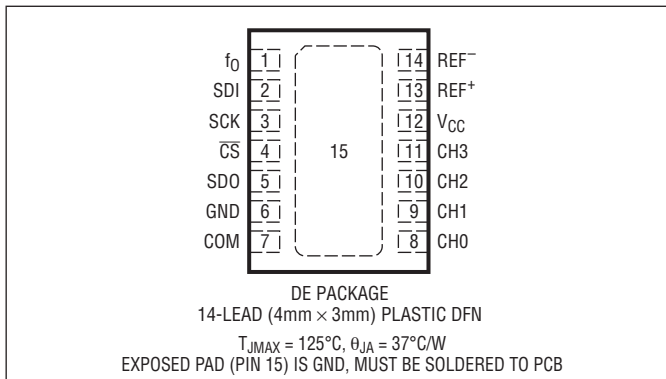 f0 1 14 REF−
SDI 2 13 REF+
SCK 3 12 VCC
C̅S̅ 4 15 11 CH3
SDO 5 10 CH2
GND 6 9 CH1
COM 7 8 CH0
DE PACKAGE
14-LEAD (4mm × 3mm) PLASTIC DFN
TJMAX = 125°C, θJA = 37°C/W
EXPOSED PAD (PIN 15) IS GND, MUST BE SOLDERED TO PCB